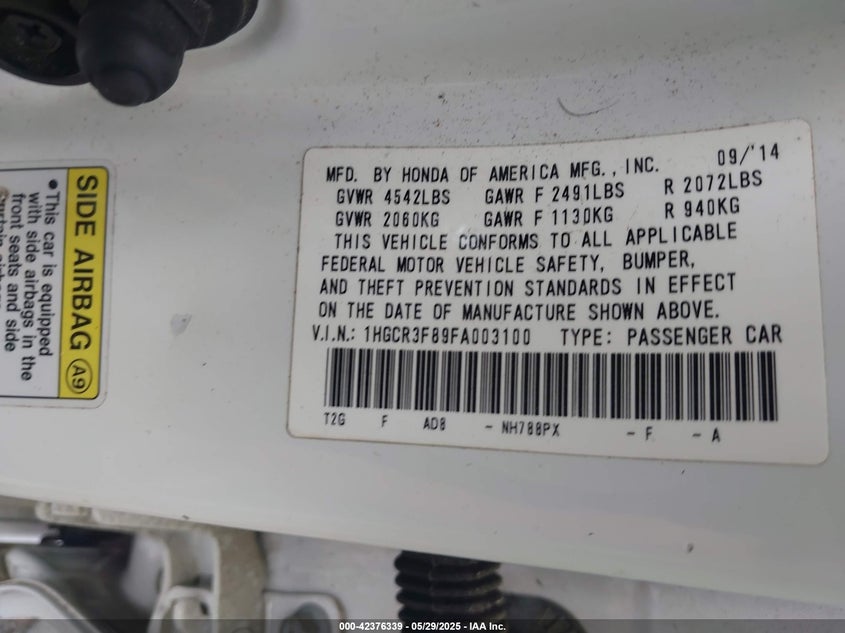 SIDE AIRBAG A9
•This car is equipped
with side airbags in the
front seats and side
curtain airbags
MFD. BY HONDA OF AMERICA MFG., INC. 09/'14
GVWR 4542LBS GAWR F 2491LBS R 2072LBS
GVWR 2060KG GAWR F 1130KG R 940KG
THIS VEHICLE CONFORMS TO ALL APPLICABLE
FEDERAL MOTOR VEHICLE SAFETY, BUMPER,
AND THEFT PREVENTION STANDARDS IN EFFECT
ON THE DATE OF MANUFACTURE SHOWN ABOVE.
V.I.N.: 1HGCR3F89FA003100 TYPE: PASSENGER CAR
T2G F AD8 - NH788PX - F - A
000-42376339 - 05/29/2025 - IAA Inc.